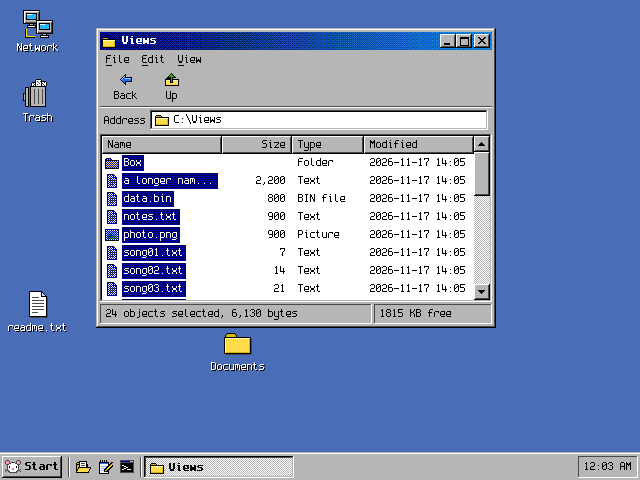 Network
Trash
readme.txt
Documents
Views
File Edit View
Back Up
Address C:\Views
Name Size Type Modified
Box Folder 2026-11-17 14:05
a longer nam... 2,200 Text 2026-11-17 14:05
data.bin 800 BIN file 2026-11-17 14:05
notes.txt 900 Text 2026-11-17 14:05
photo.png 900 Picture 2026-11-17 14:05
song01.txt 7 Text 2026-11-17 14:05
song02.txt 14 Text 2026-11-17 14:05
song03.txt 21 Text 2026-11-17 14:05
24 objects selected, 6,130 bytes 1815 KB free
Start Views 12:03 AM